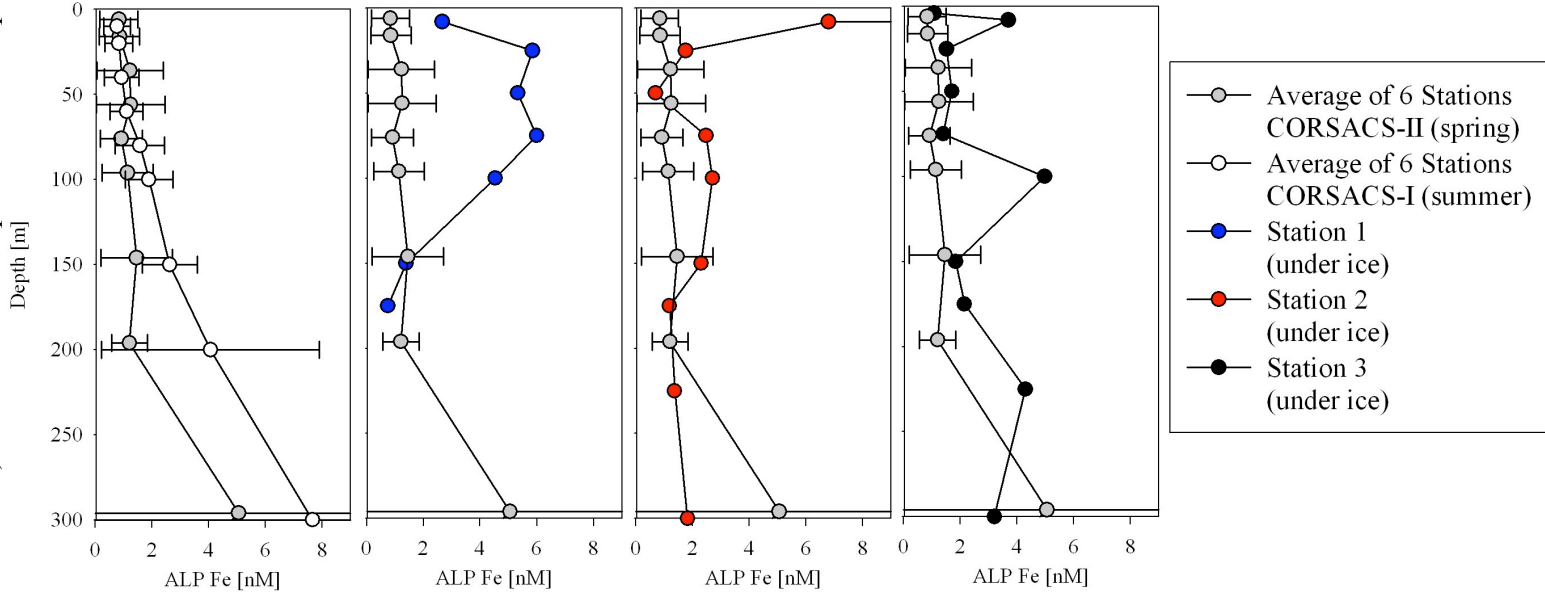 0
50
100
150
200
250
300
Depth [m]
0 2 4 6 8
ALP Fe [nM]
0 2 4 6 8
ALP Fe [nM]
0 2 4 6 8
ALP Fe [nM]
0 2 4 6 8
ALP Fe [nM]
Average of 6 Stations
CORSACS-II (spring)
Average of 6 Stations
CORSACS-I (summer)
Station 1
(under ice)
Station 2
(under ice)
Station 3
(under ice)